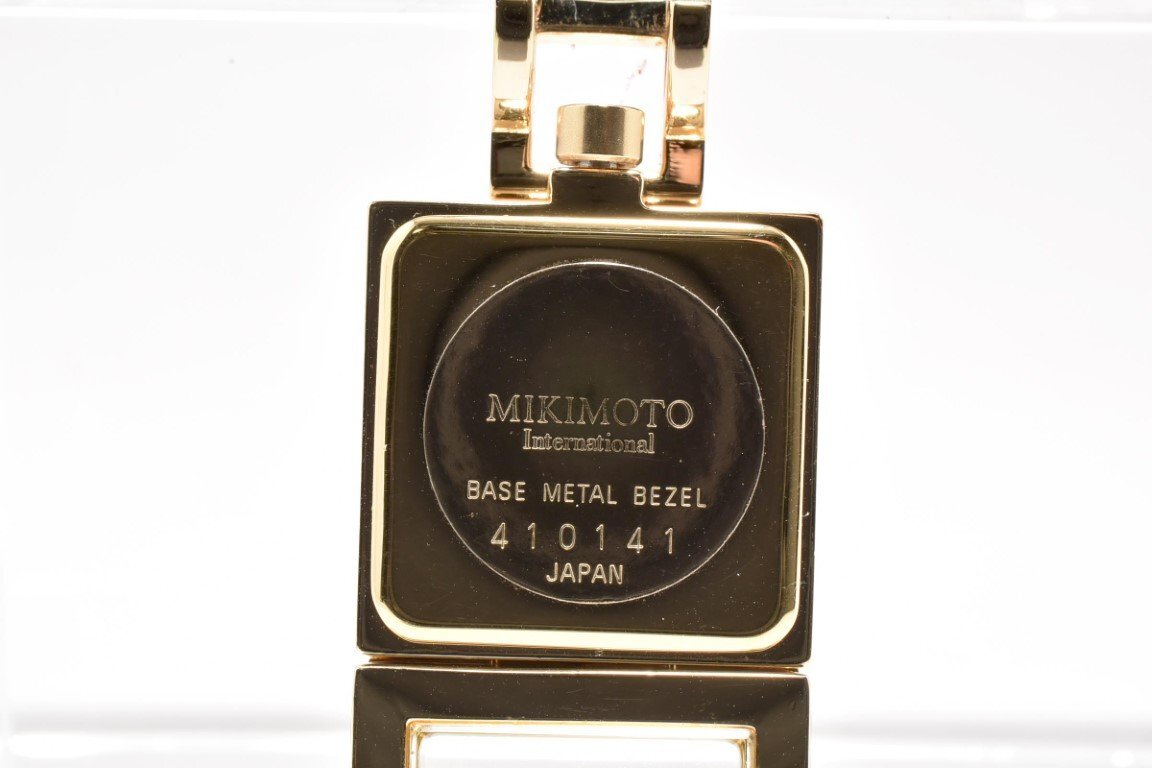 MIKIMOTO
International
BASE METAL BEZEL
410141
JAPAN